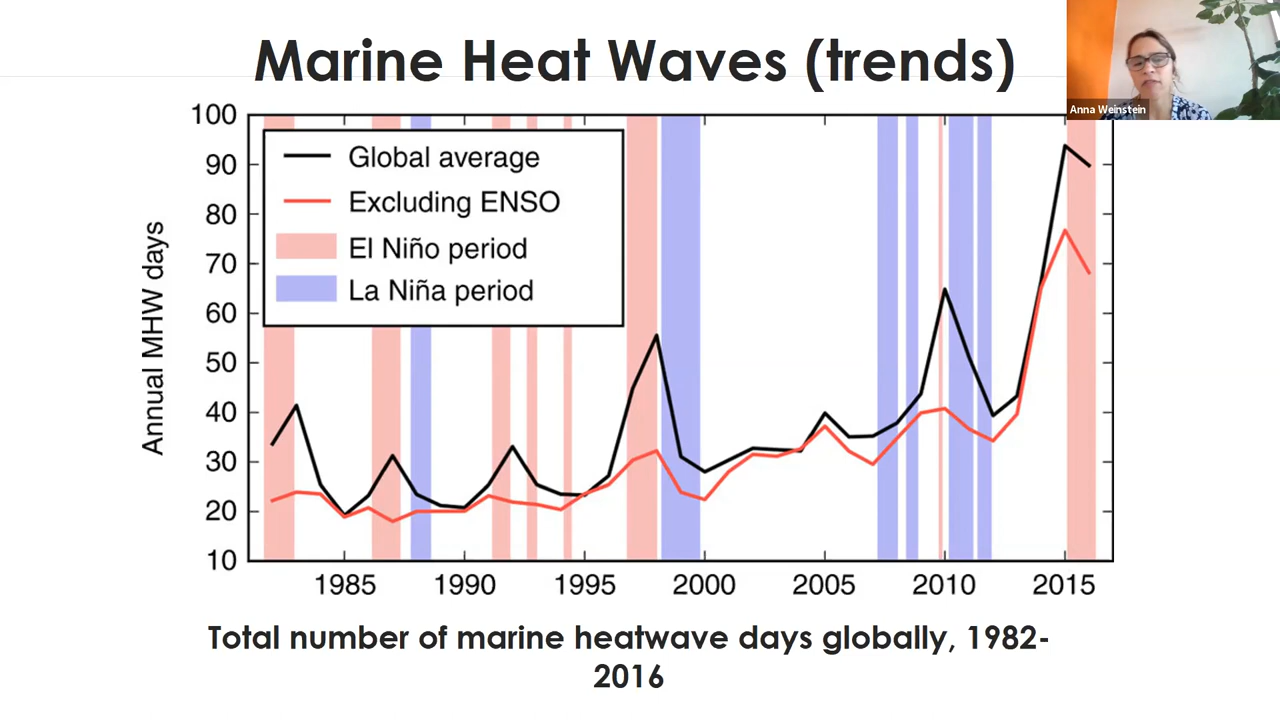 Marine Heat Waves (trends)
Anna Weinstein
100
90
80
70
60
50
40
30
20
10
Annual MHW days
Global average
Excluding ENSO
El Niño period
La Niña period
1985 1990 1995 2000 2005 2010 2015
Total number of marine heatwave days globally, 1982-
2016